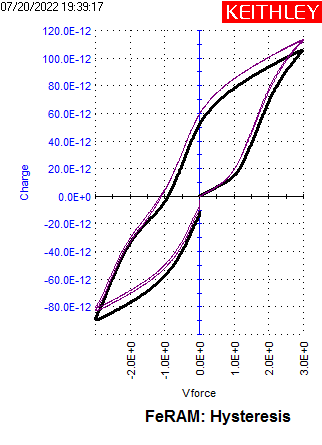 07/20/2022 19:39:17
KEITHLEY
120.0E-12
100.0E-12
80.0E-12
60.0E-12
40.0E-12
20.0E-12
0.0E+0
-20.0E-12
-40.0E-12
-60.0E-12
-80.0E-12
Charge
-2.0E+0
-1.0E+0
0.0E+0
1.0E+0
2.0E+0
3.0E+0
Vforce
FeRAM: Hysteresis